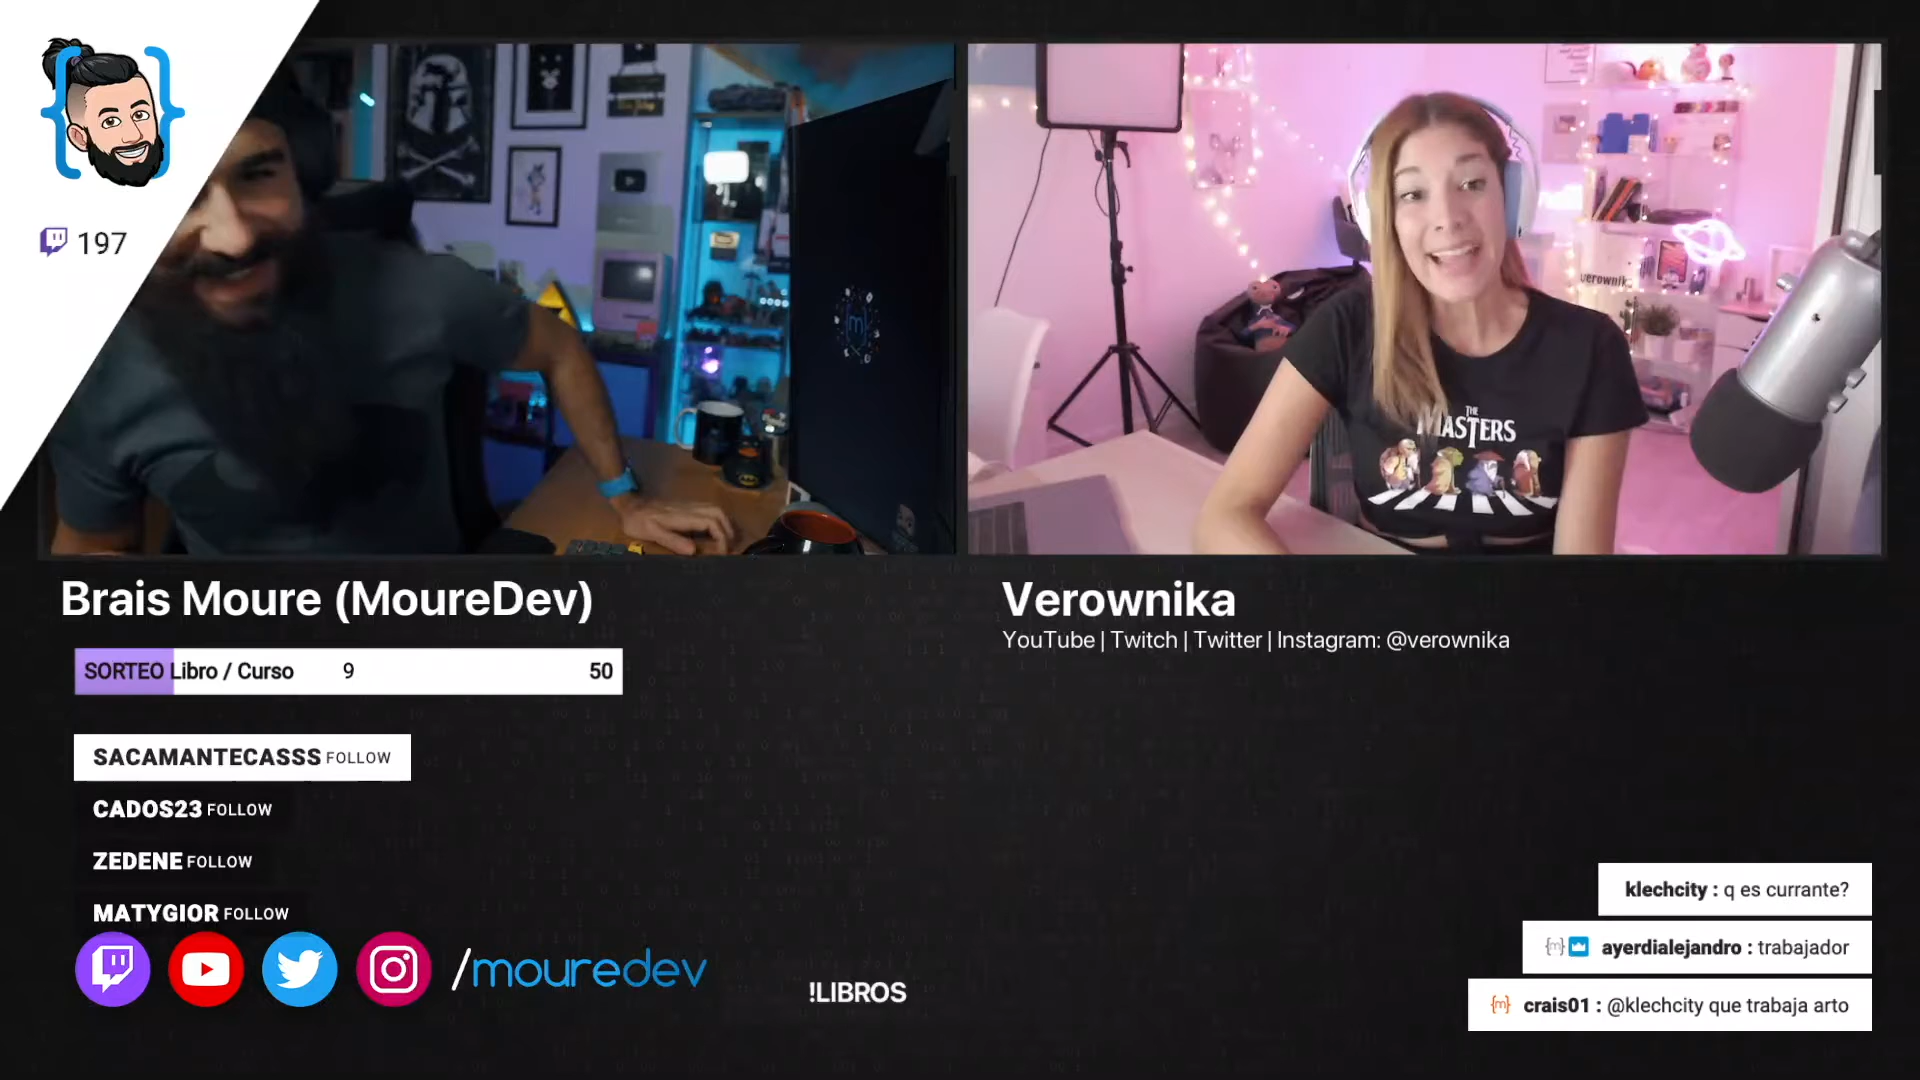 197
THE
MASTERS
verownik
Brais Moure (MoureDev)
Verownika
YouTube | Twitch | Twitter | Instagram: @verownika
SORTEO Libro / Curso 9 50
SACAMANTECASSS FOLLOW
CADOS23 FOLLOW
ZEDENE FOLLOW
MATYGIOR FOLLOW
/mouredev
!LIBROS
klechcity : q es currante?
{m} ayerdialejandro : trabajador
{m} crais01 : @klechcity que trabaja arto